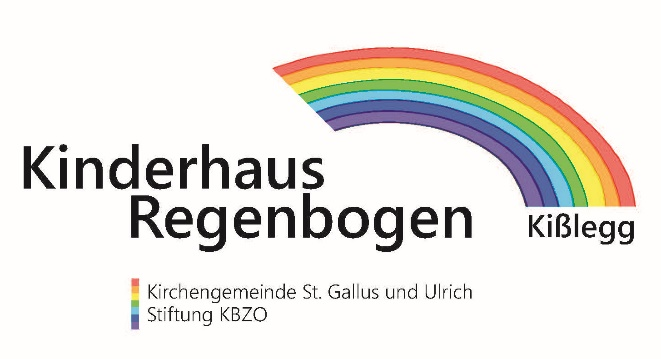 Kinderhaus
Regenbogen
Kißlegg
Kirchengemeinde St. Gallus und Ulrich
Stiftung KBZO